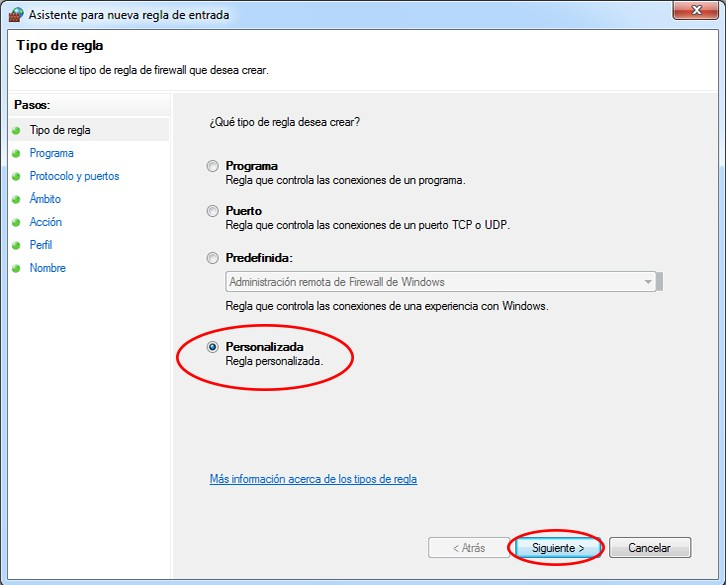 Asistente para nueva regla de entrada
Tipo de regla
Seleccione el tipo de regla de firewall que desea crear.
Pasos:
Tipo de regla
Programa
Protocolo y puertos
Ámbito
Acción
Perfil
Nombre
¿Qué tipo de regla desea crear?
Programa
Regla que controla las conexiones de un programa.
Puerto
Regla que controla las conexiones de un puerto TCP o UDP.
Predefinida:
Administración remota de Firewall de Windows
Regla que controla las conexiones de una experiencia con Windows.
Personalizada
Regla personalizada.
Más información acerca de los tipos de regla
< Atrás
Siguiente >
Cancelar